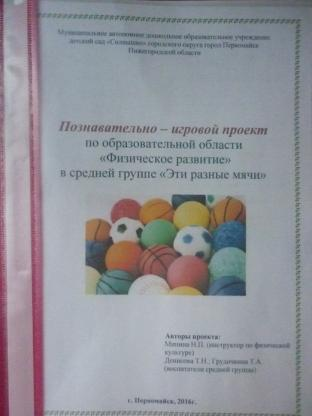 Муниципальное автономное дошкольное образовательное учреждение
детский сад «Солнышко» городского округа город Первомайск
Нижегородской области
Познавательно – игровой проект
по образовательной области
«Физическое развитие»
в средней группе «Эти разные мячи»
Авторы проекта:
Минина Н.П. (инструктор по физической
культуре)
Денисова Т.Н., Грудачкина Т.А.
(воспитатели средней группы)
г. Первомайск, 2016г.